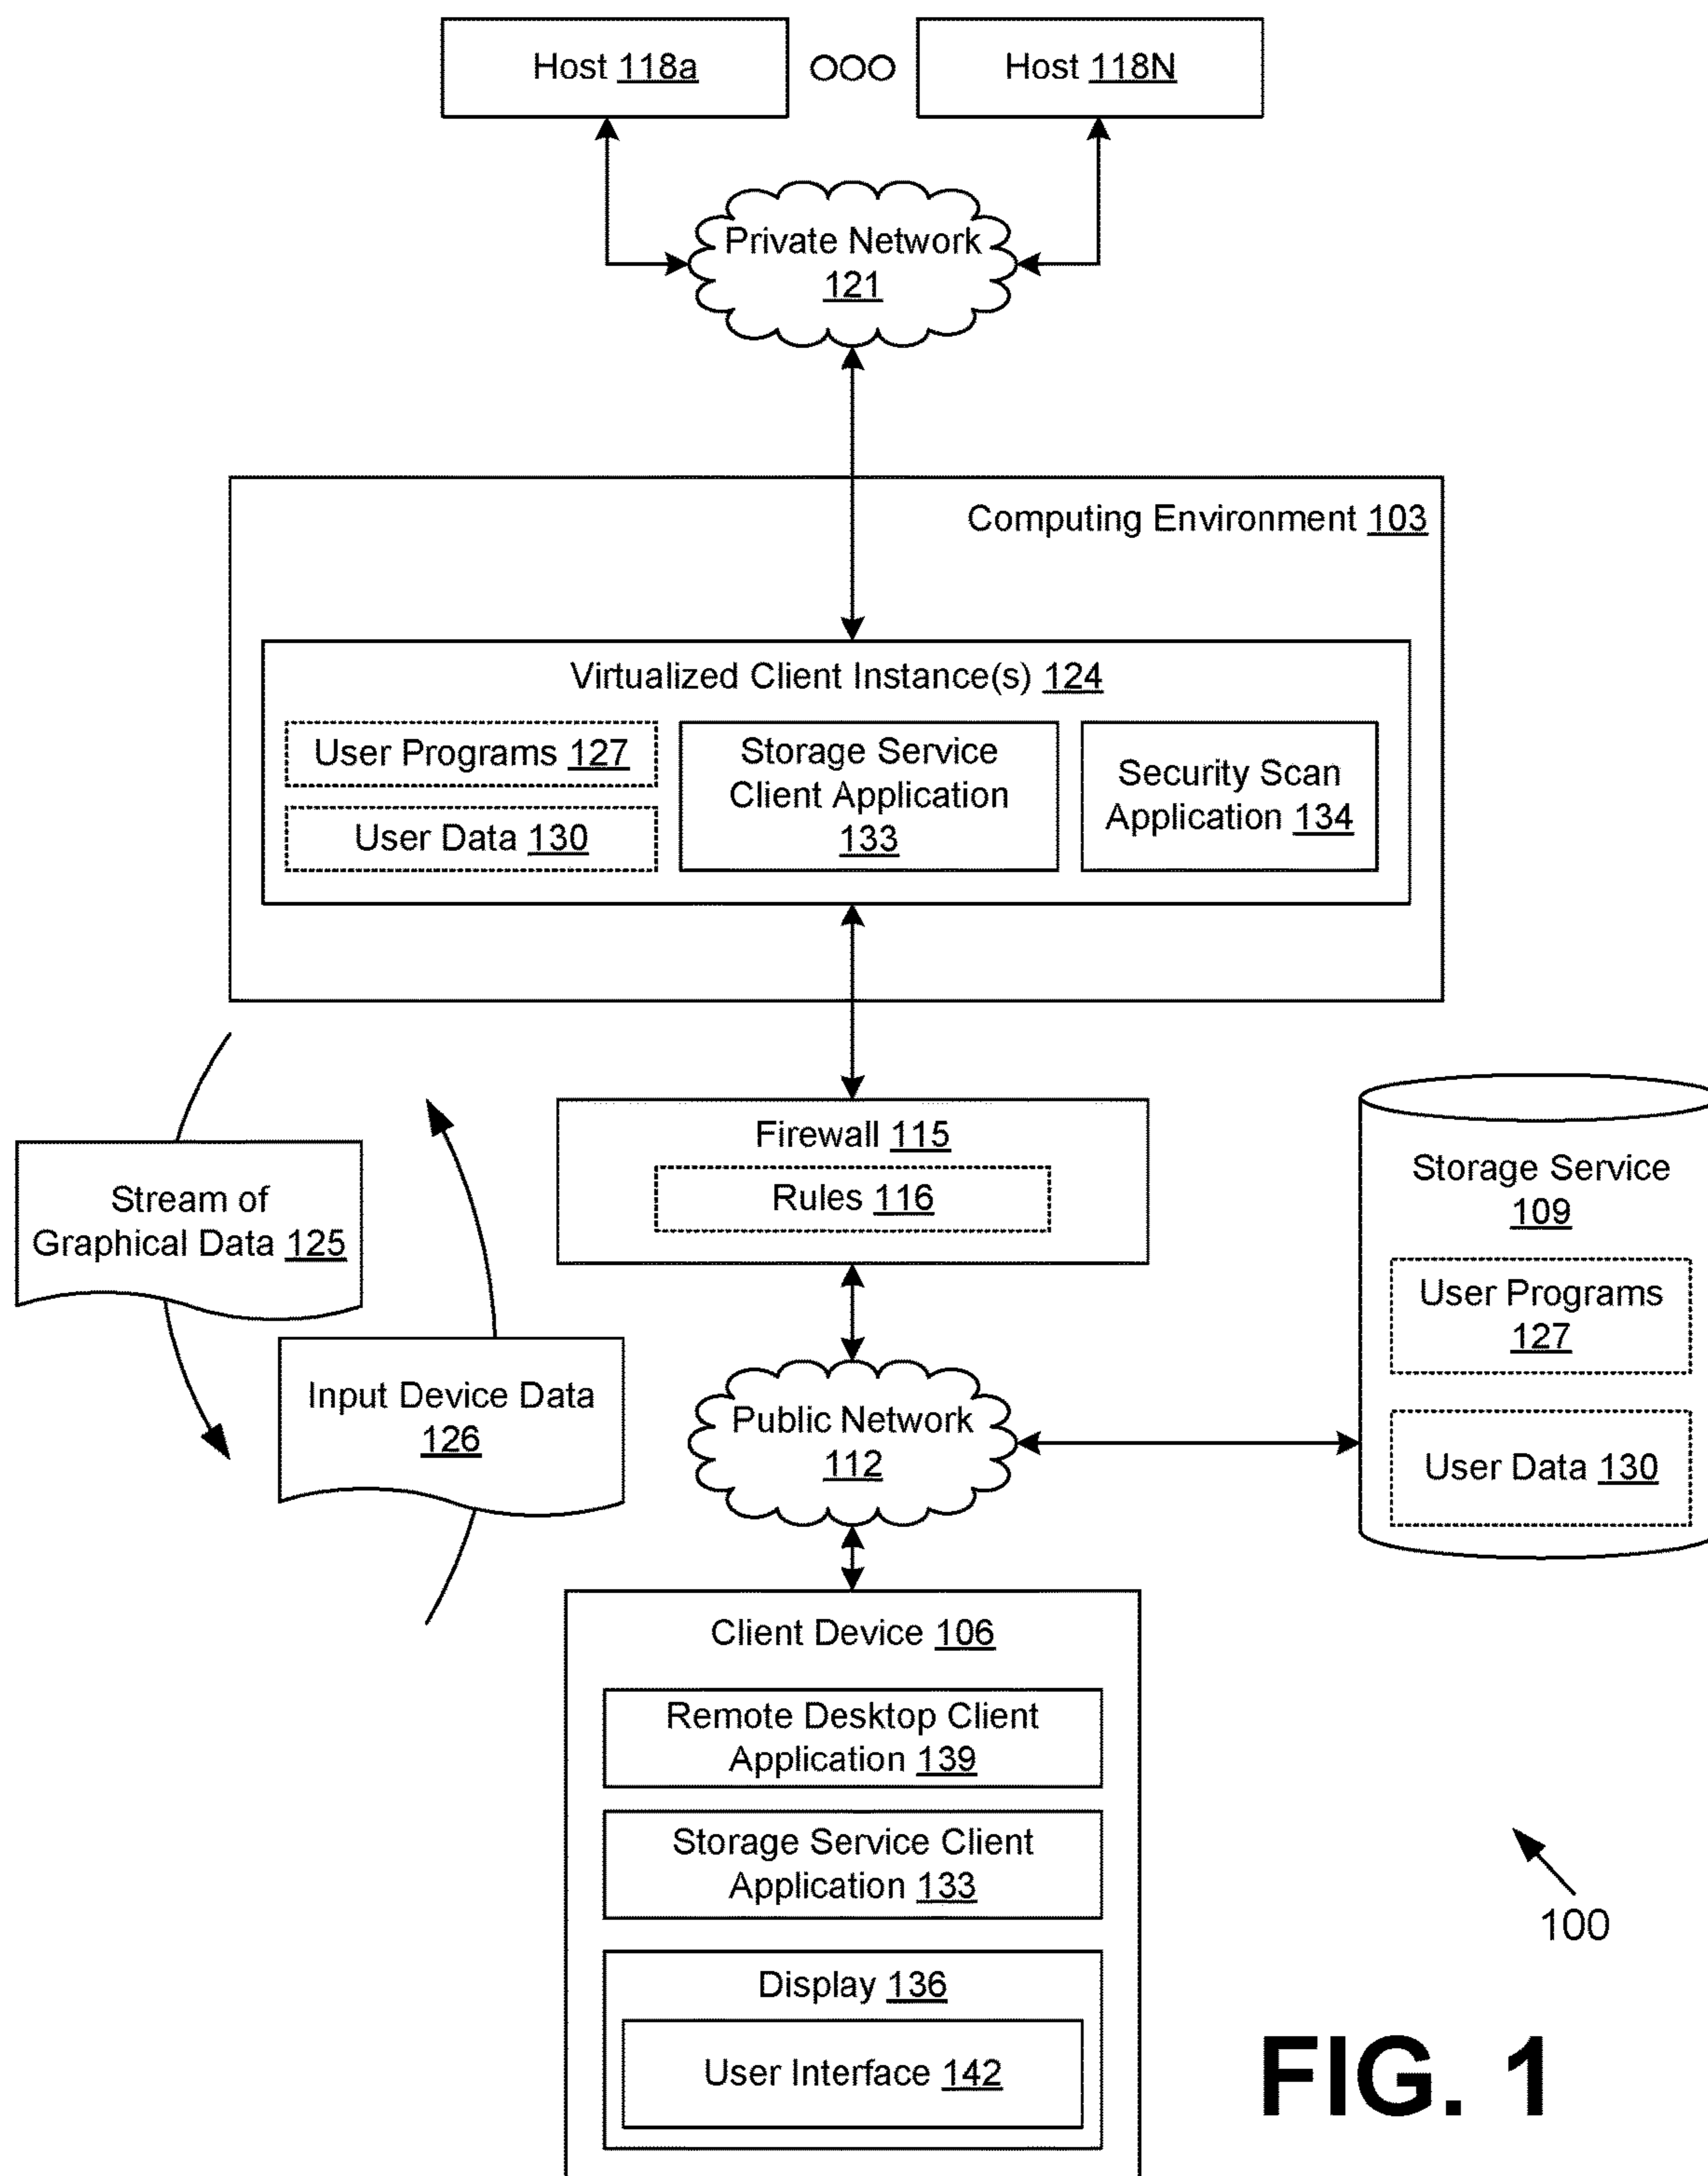 Host 118a
Host 118N
Private Network
121
Computing Environment 103
Virtualized Client Instance(s) 124
User Programs 127
User Data 130
Storage Service
Client Application
133
Security Scan
Application 134
Firewall 115
Rules 116
Stream of
Graphical Data 125
Input Device Data
126
Public Network
112
Storage Service
109
User Programs
127
User Data 130
Client Device 106
Remote Desktop Client
Application 139
Storage Service Client
Application 133
Display 136
User Interface 142
100
FIG. 1